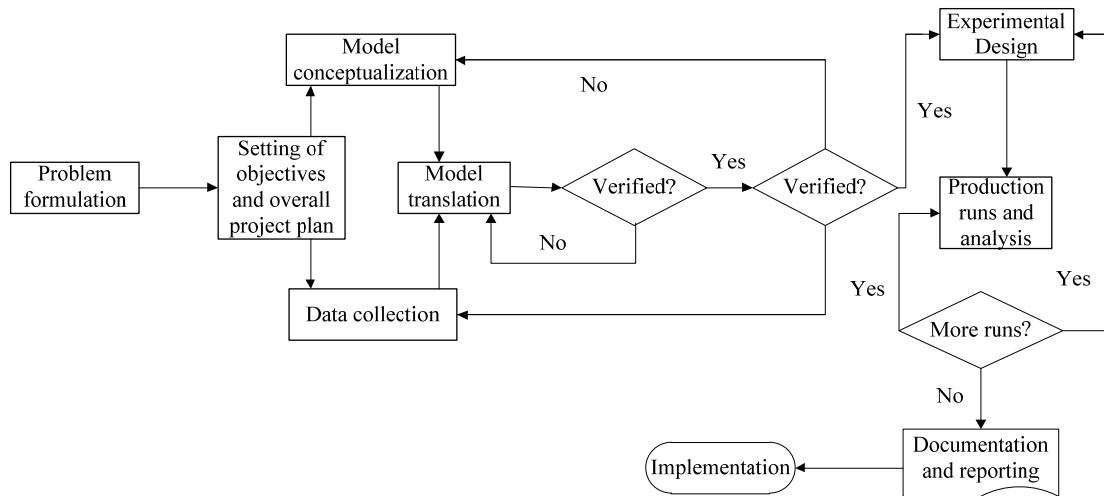 Problem
formulation
Setting of
objectives
and overall
project plan
Model
conceptualization
Data collection
Model
translation
No
Verified?
Yes
No
Verified?
Yes
Experimental
Design
Production
runs and
analysis
Yes
Yes
More runs?
No
Documentation
and reporting
Implementation